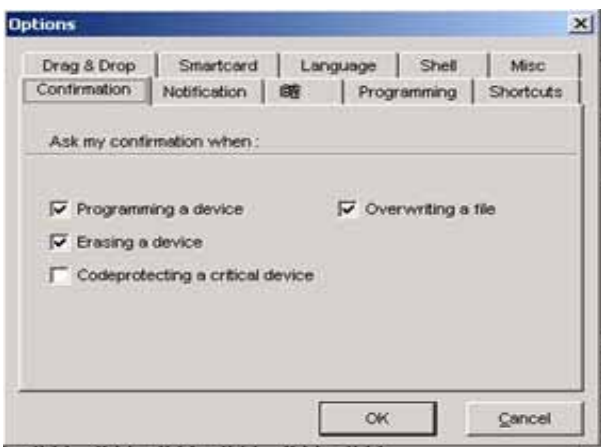 Options
Drag & Drop Smartcard Language Shell Misc
Confirmation Notification Programming Shortcuts
Ask my confirmation when :
Programming a device Overwriting a file
Erasing a device
Codeprotecting a critical device
OK Cancel